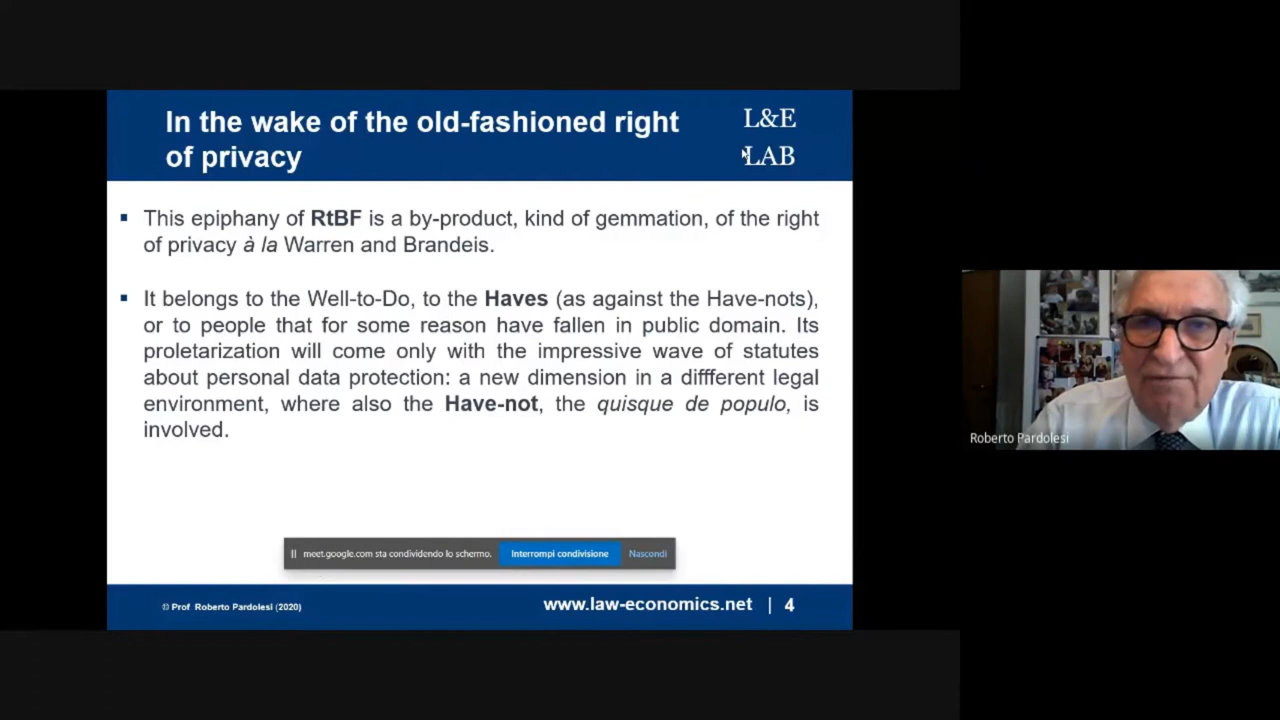 In the wake of the old-fashioned right
of privacy
L&E
LAB
▪ This epiphany of RtBF is a by-product, kind of gemmation, of the right
of privacy à la Warren and Brandeis.
▪ It belongs to the Well-to-Do, to the Haves (as against the Have-nots),
or to people that for some reason have fallen in public domain. Its
proletarization will come only with the impressive wave of statutes
about personal data protection: a new dimension in a diffferent legal
environment, where also the Have-not, the quisque de populo, is
involved.
meet.google.com sta condividendo lo schermo. Interrompi condivisione Nascondi
© Prof Roberto Pardolesi (2020)
www.law-economics.net | 4
Roberto Pardolesi